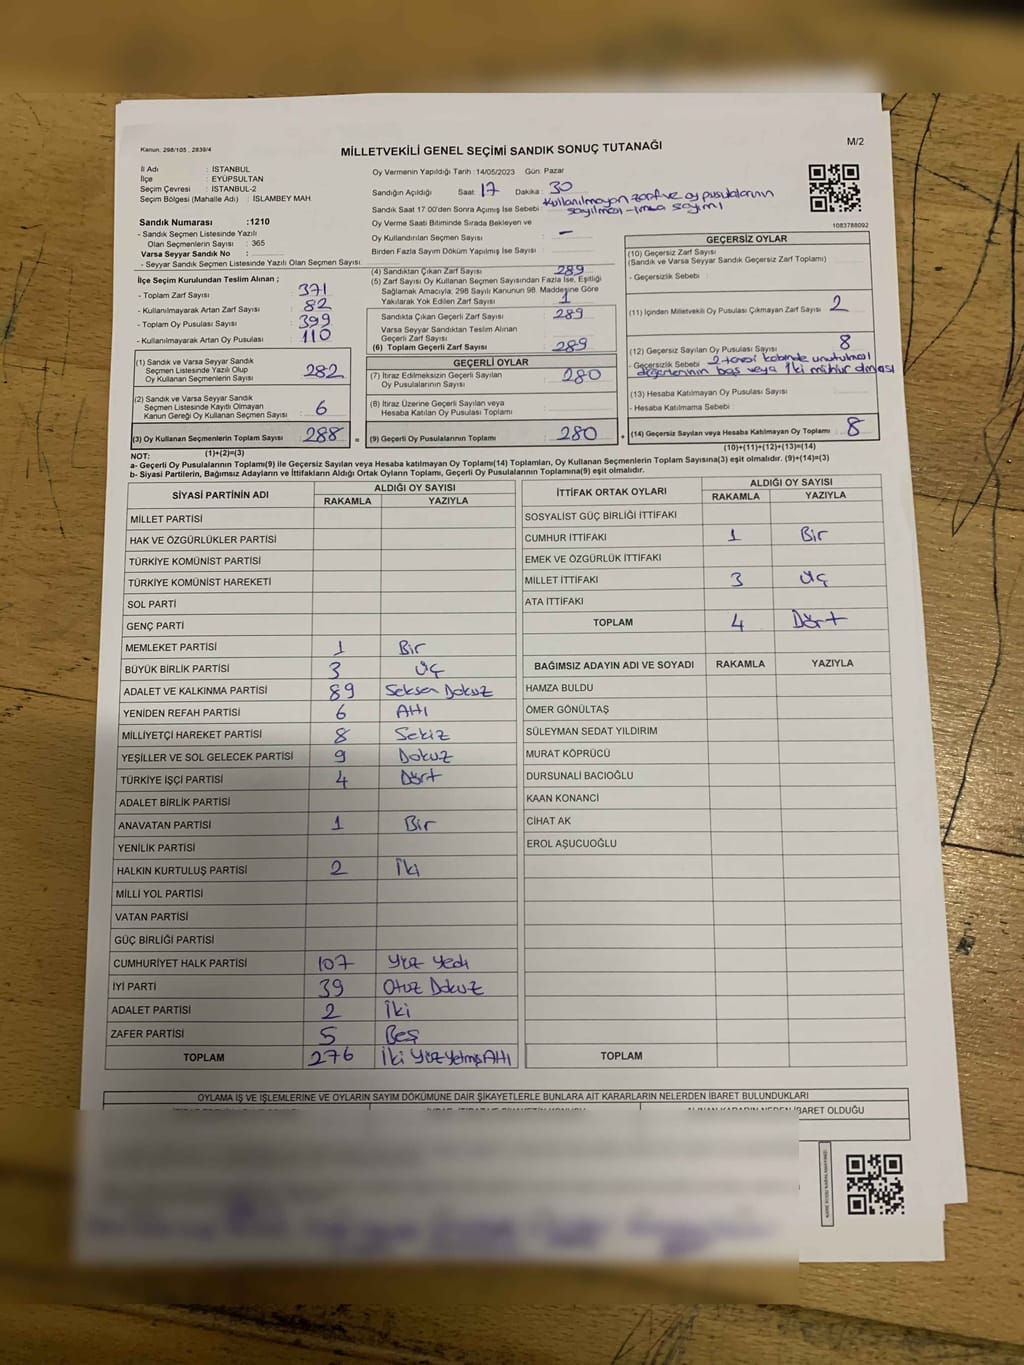 Kanun: 298/105 , 2839/4
MİLLETVEKİLİ GENEL SEÇİMİ SANDIK SONUÇ TUTANAĞI
M/2
İl Adı : İSTANBUL
İlçe : EYÜPSULTAN
Seçim Çevresi : İSTANBUL-2
Seçim Bölgesi (Mahalle Adı) : İSLAMBEY MAH.
Sandık Numarası :1210
- Sandık Seçmen Listesinde Yazılı
Olan Seçmenlerin Sayısı : 365
Varsa Seyyar Sandık No :
- Seyyar Sandık Seçmen Listesinde Yazılı Olan Seçmen Sayısı :
Oy Vermenin Yapıldığı Tarih : 14/05/2023 Gün: Pazar
Sandığın Açıldığı Saat: 17 Dakika : 30
Sandık Saat 17.00'den Sonra Açılmış İse Sebebi : Kullanılmayan zarf ve oy pusulalarının
sayılması - imza sayımı
Oy Verme Saati Bitiminde Sırada Bekleyen ve
Oy Kullandırılan Seçmen Sayısı : -
Birden Fazla Sayım Döküm Yapılmış İse Sayısı :
1083788092
İlçe Seçim Kurulundan Teslim Alınan ;
- Toplam Zarf Sayısı : 371
- Kullanılmayarak Artan Zarf Sayısı : 82
- Toplam Oy Pusulası Sayısı : 399
- Kullanılmayarak Artan Oy Pusulası : 110
(1) Sandık ve Varsa Seyyar Sandık
Seçmen Listesinde Yazılı Olup
Oy Kullanan Seçmenlerin Sayısı : 282
(2) Sandık ve Varsa Seyyar Sandık
Seçmen Listesinde Kayıtlı Olmayan
Kanun Gereği Oy Kullanan Seçmen Sayısı : 6
(3) Oy Kullanan Seçmenlerin Toplam Sayısı 288 =
(1)+(2)=(3)
(4) Sandıktan Çıkan Zarf Sayısı 289
(5) Zarf Sayısı Oy Kullanan Seçmen Sayısından Fazla İse, Eşitliği
Sağlamak Amacıyla; 298 Sayılı Kanunun 98. Maddesine Göre
Yakılarak Yok Edilen Zarf Sayısı : 1
Sandıkta Çıkan Geçerli Zarf Sayısı : 289
Varsa Seyyar Sandıktan Teslim Alınan
Geçerli Zarf Sayısı :
(6) Toplam Geçerli Zarf Sayısı : 289
GEÇERLİ OYLAR
(7) İtiraz Edilmeksizin Geçerli Sayılan
Oy Pusulalarının Sayısı : 280
(8) İtiraz Üzerine Geçerli Sayılan veya
Hesaba Katılan Oy Pusulası Toplamı :
(9) Geçerli Oy Pusulalarının Toplamı : 280 +
GEÇERSİZ OYLAR
(10) Geçersiz Zarf Sayısı
(Sandık ve Varsa Seyyar Sandık Geçersiz Zarf Toplamı) :
- Geçersizlik Sebebi :
(11) İçinden Milletvekili Oy Pusulası Çıkmayan Zarf Sayısı 2
(12) Geçersiz Sayılan Oy Pusulası Sayısı 8
- Geçersizlik Sebebi : 2 tanesi kabinde unutulması
diğerlerinin boş veya iki mühür olması
(13) Hesaba Katılmayan Oy Pusulası Sayısı :
- Hesaba Katılmama Sebebi :
(14) Geçersiz Sayılan veya Hesaba Katılmayan Oy Toplamı : 8
(10)+(11)+(12)+(13)=(14)
NOT:
a- Geçerli Oy Pusulalarının Toplamı(9) ile Geçersiz Sayılan veya Hesaba katılmayan Oy Toplamı(14) Toplamları, Oy Kullanan Seçmenlerin Toplam Sayısına(3) eşit olmalıdır. (9)+(14)=(3)
b- Siyasi Partilerin, Bağımsız Adayların ve İttifakların Aldığı Ortak Oyların Toplamı, Geçerli Oy Pusulalarının Toplamına(9) eşit olmalıdır.
SİYASİ PARTİNİN ADI ALDIĞI OY SAYISI
RAKAMLA YAZIYLA
MİLLET PARTİSİ
HAK VE ÖZGÜRLÜKLER PARTİSİ
TÜRKİYE KOMÜNİST PARTİSİ
TÜRKİYE KOMÜNİST HAREKETİ
SOL PARTİ
GENÇ PARTİ
MEMLEKET PARTİSİ 1 Bir
BÜYÜK BİRLİK PARTİSİ 3 Üç
ADALET VE KALKINMA PARTİSİ 89 Seksen Dokuz
YENİDEN REFAH PARTİSİ 6 Altı
MİLLİYETÇİ HAREKET PARTİSİ 8 Sekiz
YEŞİLLER VE SOL GELECEK PARTİSİ 9 Dokuz
TÜRKİYE İŞÇİ PARTİSİ 4 Dört
ADALET BİRLİK PARTİSİ
ANAVATAN PARTİSİ 1 Bir
YENİLİK PARTİSİ
HALKIN KURTULUŞ PARTİSİ 2 İki
MİLLİ YOL PARTİSİ
VATAN PARTİSİ
GÜÇ BİRLİĞİ PARTİSİ
CUMHURİYET HALK PARTİSİ 107 Yüz Yedi
İYİ PARTİ 39 Otuz Dokuz
ADALET PARTİSİ 2 İki
ZAFER PARTİSİ 5 Beş
TOPLAM 276 İki Yüz Yetmiş Altı
İTTİFAK ORTAK OYLARI ALDIĞI OY SAYISI
RAKAMLA YAZIYLA
SOSYALİST GÜÇ BİRLİĞİ İTTİFAKI
CUMHUR İTTİFAKI 1 Bir
EMEK VE ÖZGÜRLÜK İTTİFAKI
MİLLET İTTİFAKI 3 Üç
ATA İTTİFAKI
TOPLAM 4 Dört
BAĞIMSIZ ADAYIN ADI VE SOYADI RAKAMLA YAZIYLA
HAMZA BULDU
ÖMER GÖNÜLTAŞ
SÜLEYMAN SEDAT YILDIRIM
MURAT KÖPRÜCÜ
DURSUNALİ BACIOĞLU
KAAN KONANCİ
CİHAT AK
EROL AŞUCUOĞLU
TOPLAM
OYLAMA İŞ VE İŞLEMLERİNE VE OYLARIN SAYIM DÖKÜMÜNE DAİR ŞİKAYETLERLE BUNLARA AİT KARARLARIN NELERDEN İBARET BULUNDUKLARI
İBARET OLDUĞU